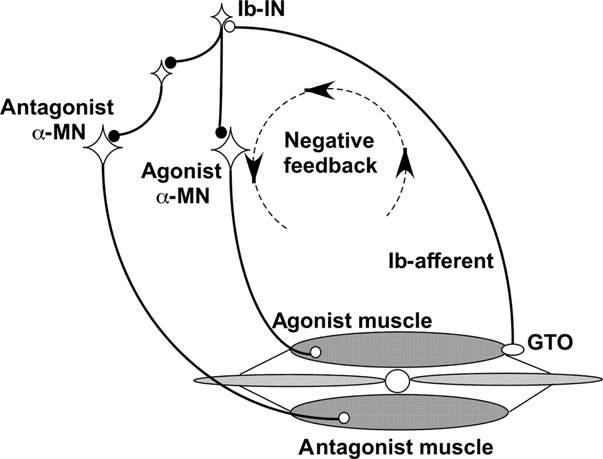 Ib-IN
Antagonist
α-MN
Agonist
α-MN
Negative
feedback
Ib-afferent
Agonist muscle
GTO
Antagonist muscle